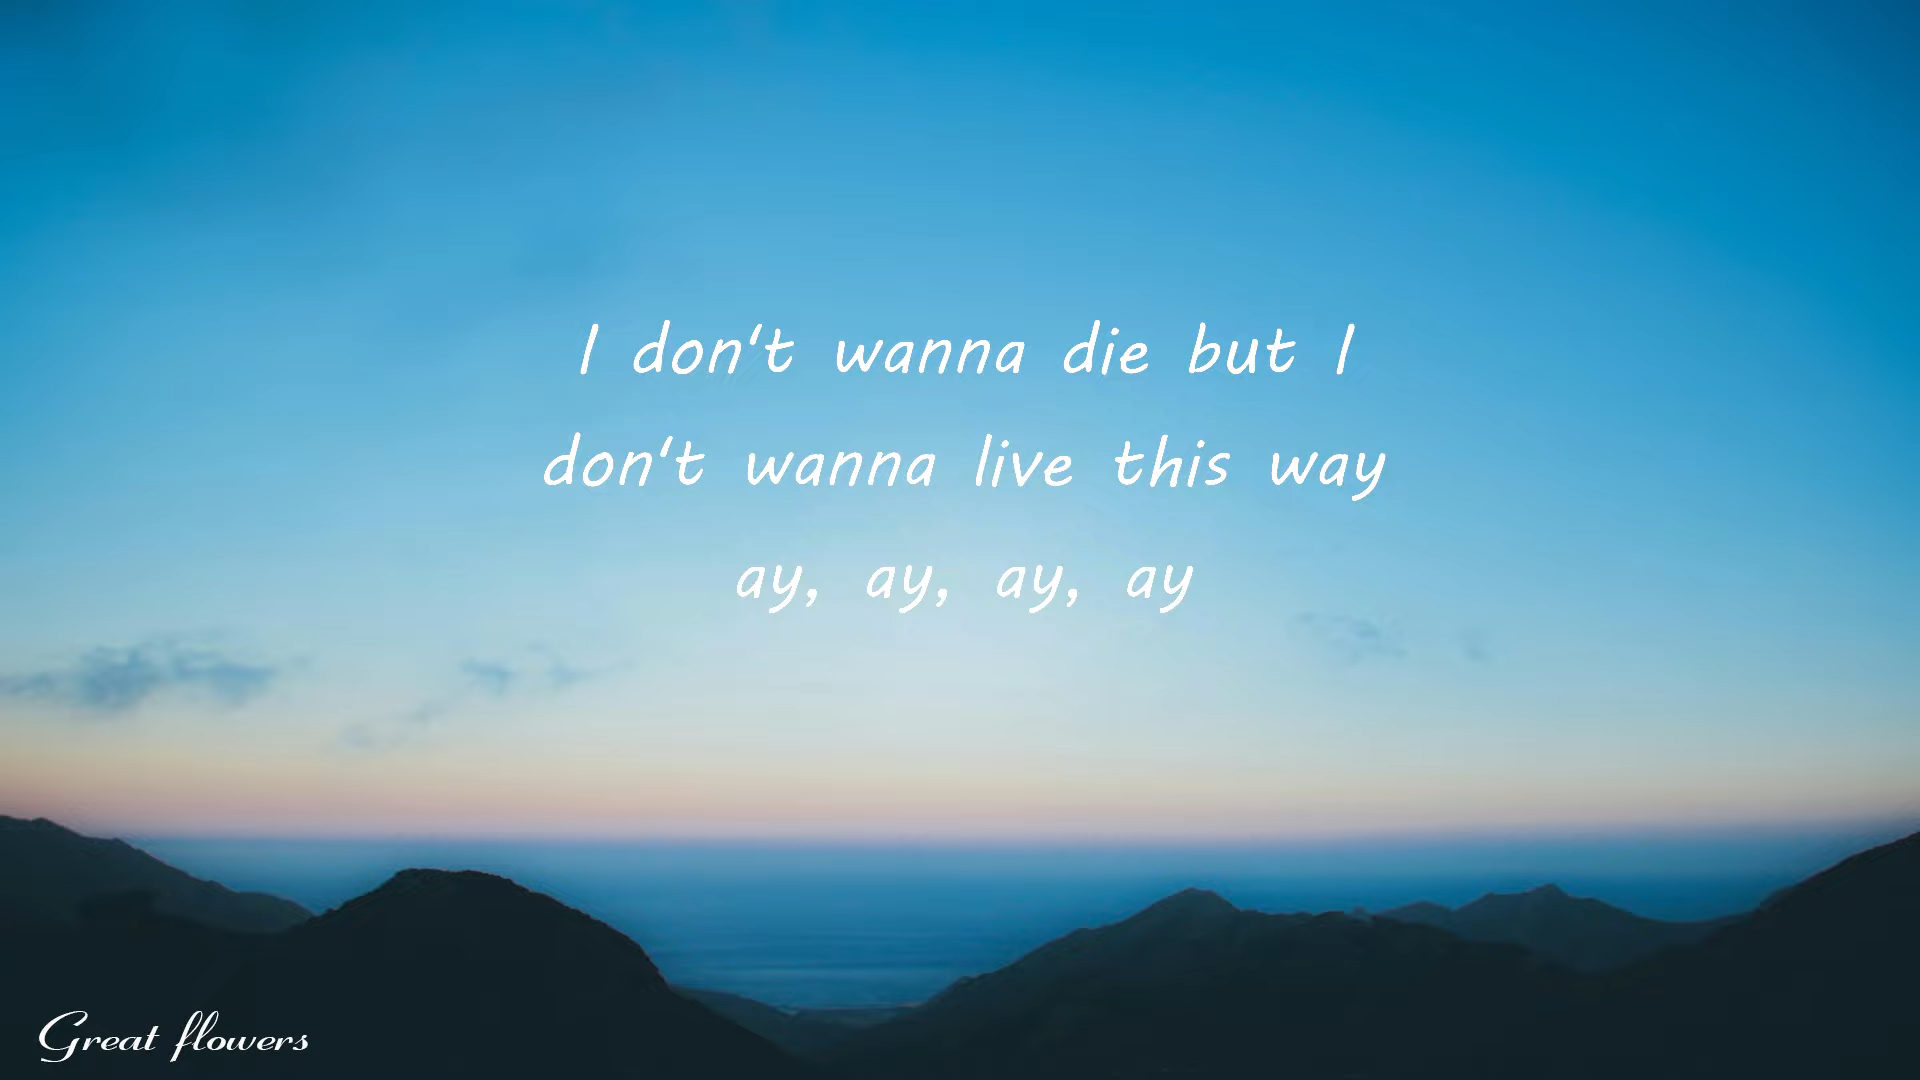 I don't wanna die but I
don't wanna live this way
ay, ay, ay, ay
Great flowers